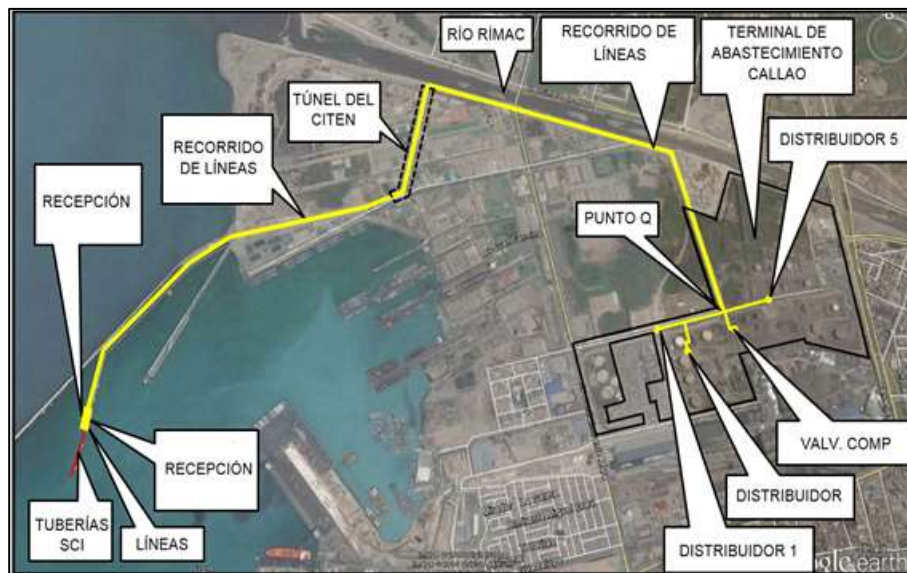 RÍO RÍMAC
RECORRIDO DE
LÍNEAS
TERMINAL DE
ABASTECIMIENTO
CALLAO
TÚNEL DEL
CITEN
DISTRIBUIDOR 5
RECORRIDO
DE LÍNEAS
RECEPCIÓN
PUNTO Q
RECEPCIÓN
VALV. COMP
TUBERÍAS
SCI
LÍNEAS
DISTRIBUIDOR
DISTRIBUIDOR 1
gle earth